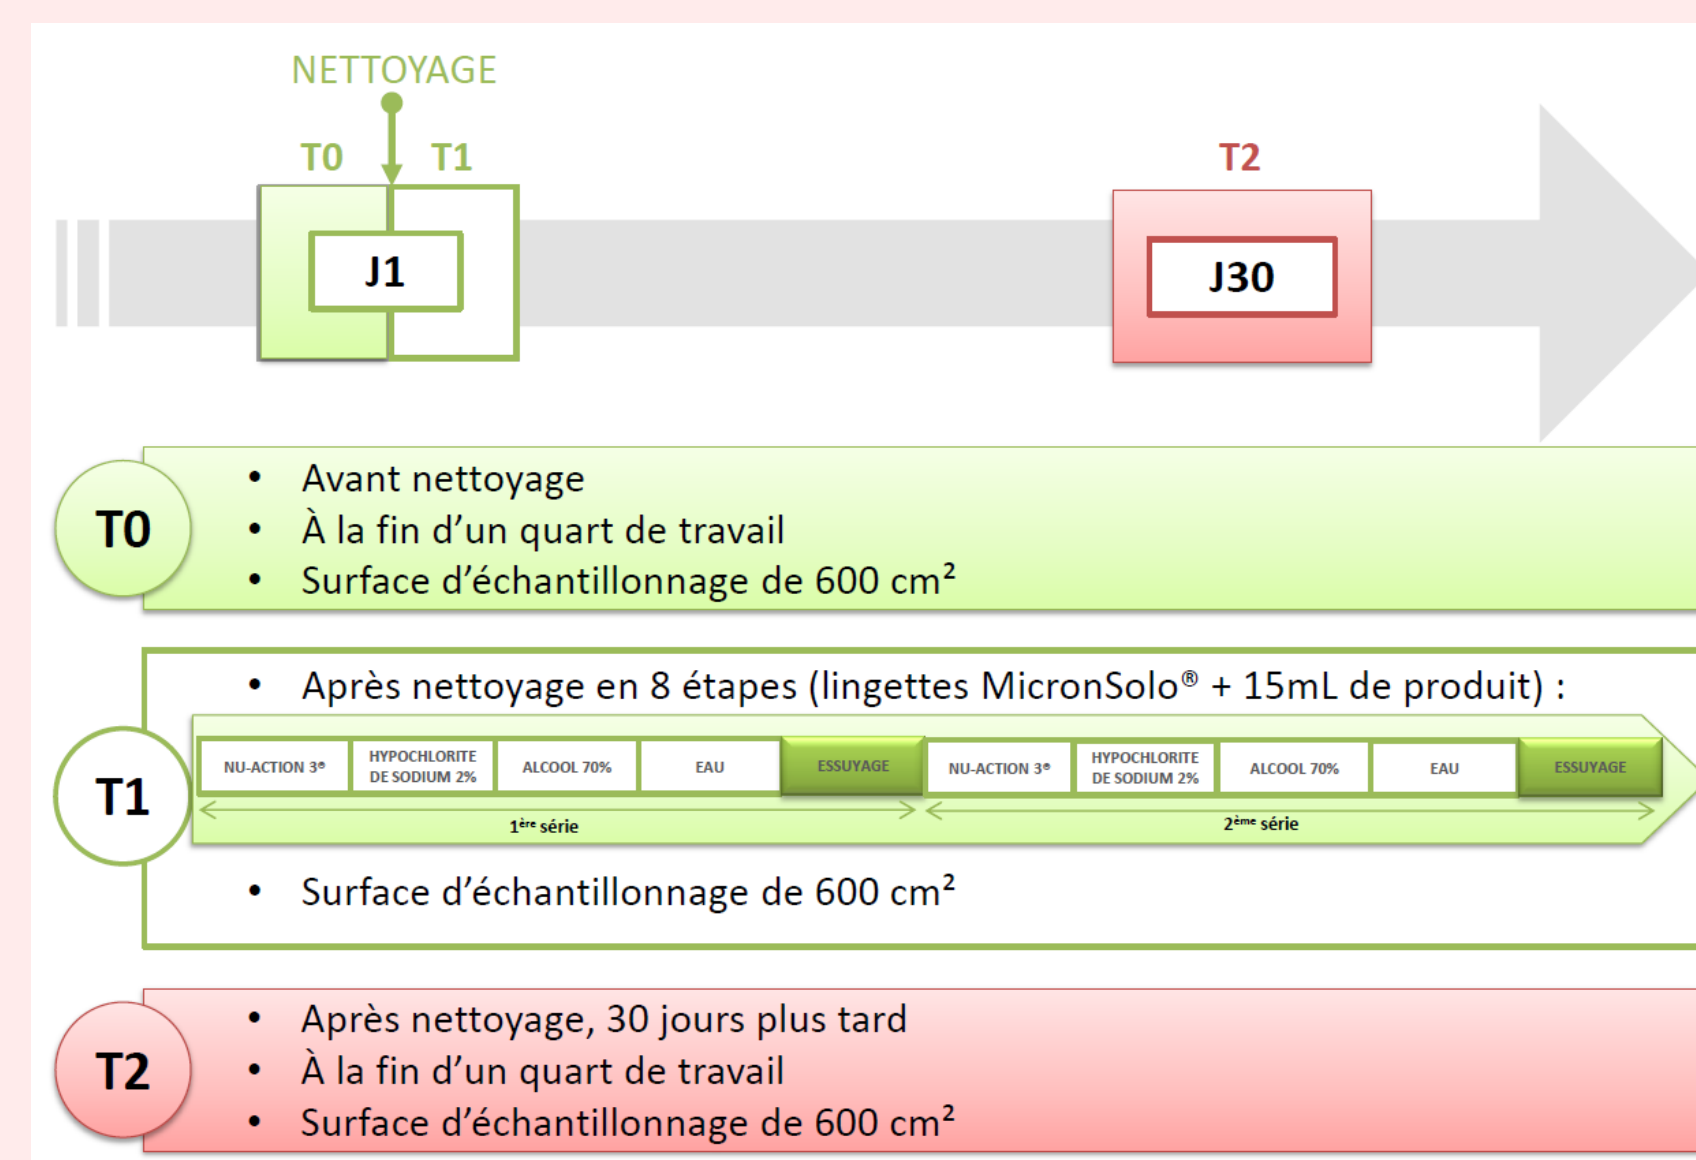 NETTOYAGE
T0 T1 T2
J1 J30
T0
• Avant nettoyage
• À la fin d’un quart de travail
• Surface d’échantillonnage de 600 cm²
T1
• Après nettoyage en 8 étapes (lingettes MicronSolo® + 15mL de produit) :
NU-ACTION 3®
HYPOCHLORITE
DE SODIUM 2%
ALCOOL 70%
EAU
ESSUYAGE
NU-ACTION 3®
HYPOCHLORITE
DE SODIUM 2%
ALCOOL 70%
EAU
ESSUYAGE
1ère série
2ème série
• Surface d’échantillonnage de 600 cm²
T2
• Après nettoyage, 30 jours plus tard
• À la fin d’un quart de travail
• Surface d’échantillonnage de 600 cm²